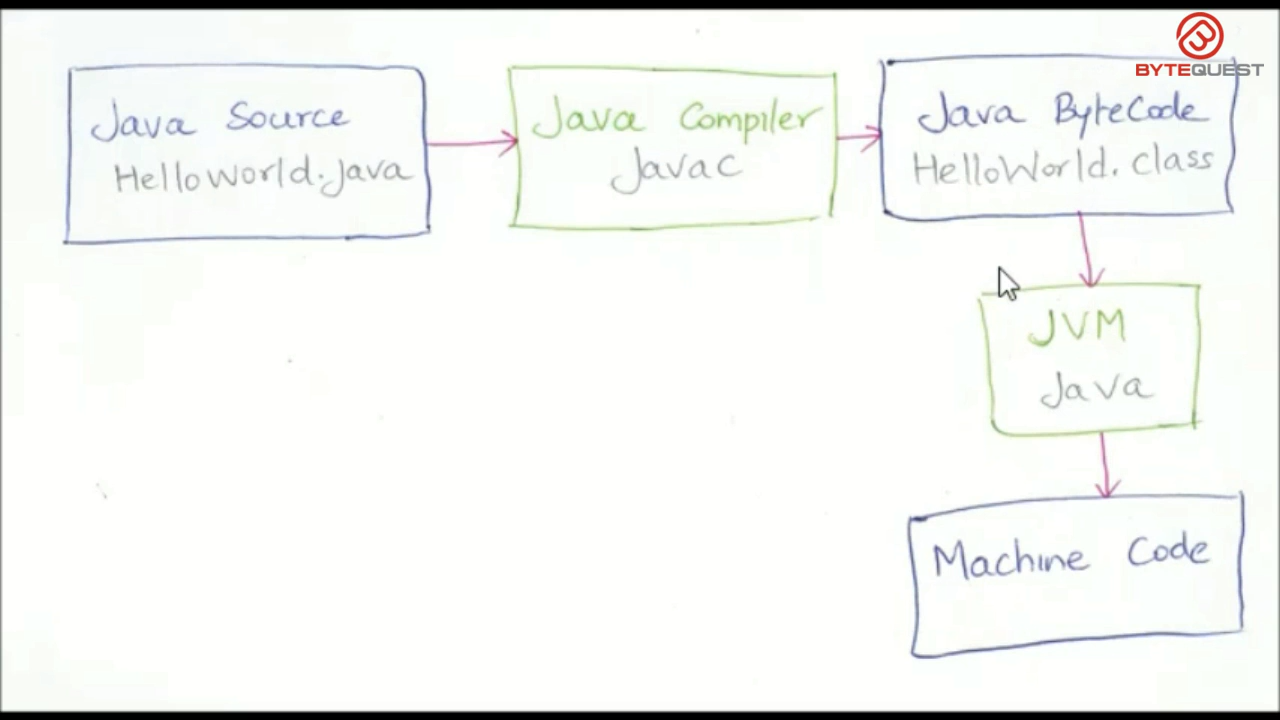 BYTEQUEST
Java Source
HelloWorld.java
Java Compiler
Javac
Java ByteCode
HelloWorld.class
JVM
Java
Machine Code